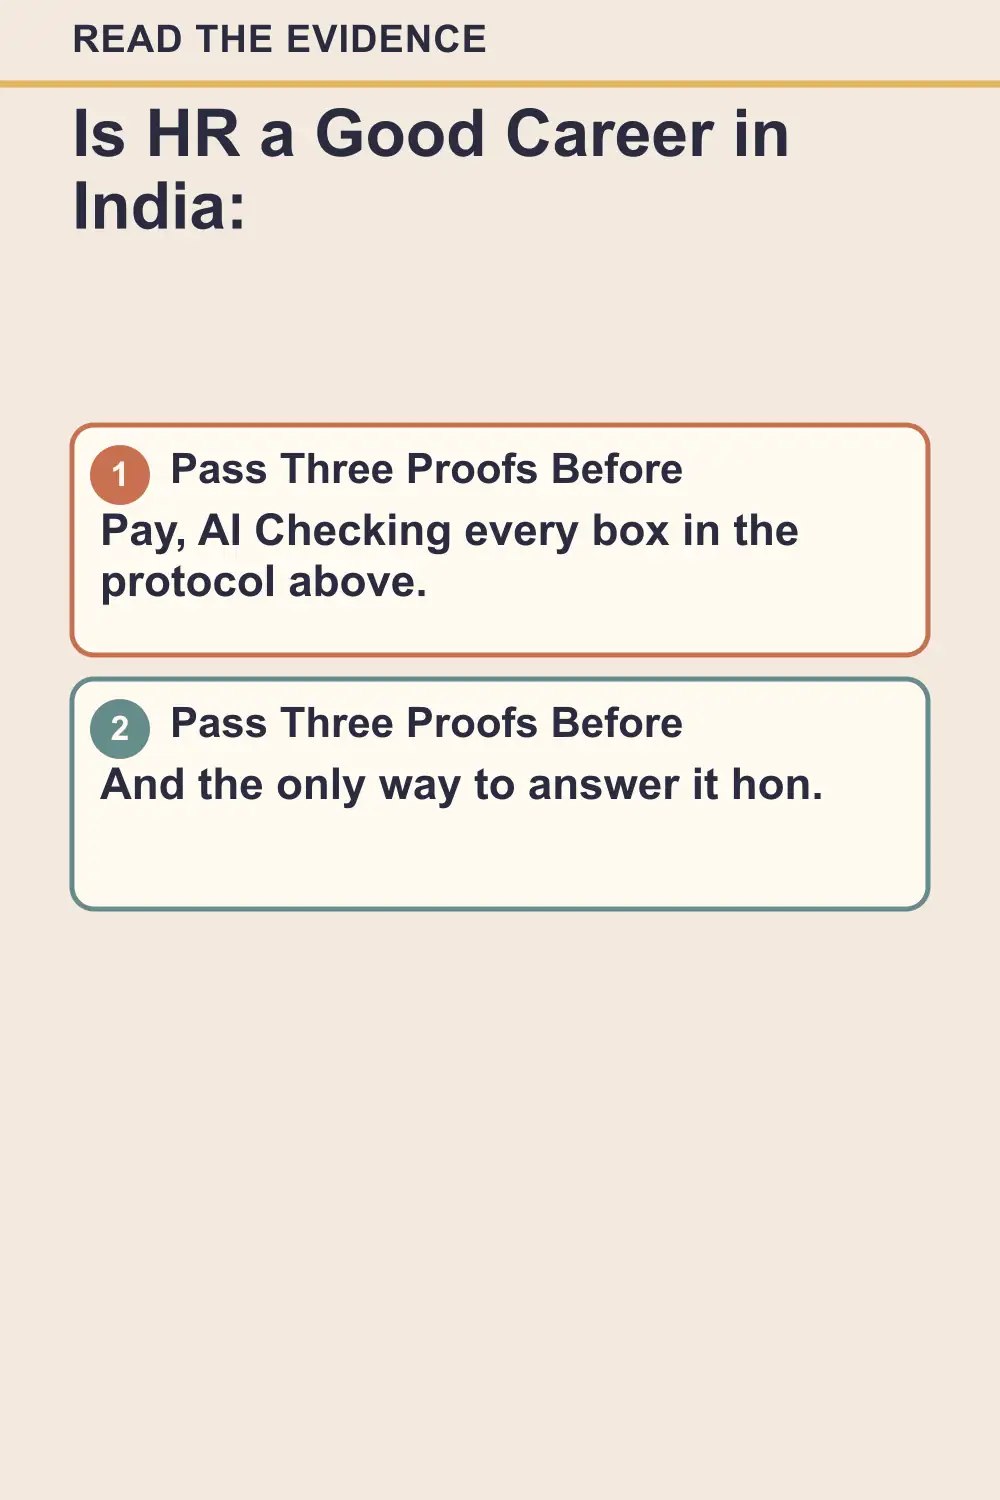 READ THE EVIDENCE
Is HR a Good Career in
India:
1 Pass Three Proofs Before
Pay, AI Checking every box in the
protocol above.
2 Pass Three Proofs Before
And the only way to answer it hon.